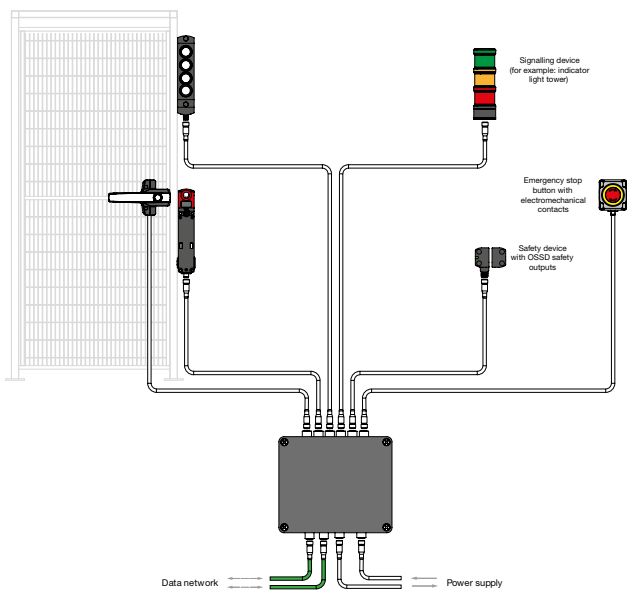 Signalling device
(for example: indicator
light tower)
Emergency stop
button with
electromechanical
contacts
Safety device
with OSSD safety
outputs
Data network
Power supply